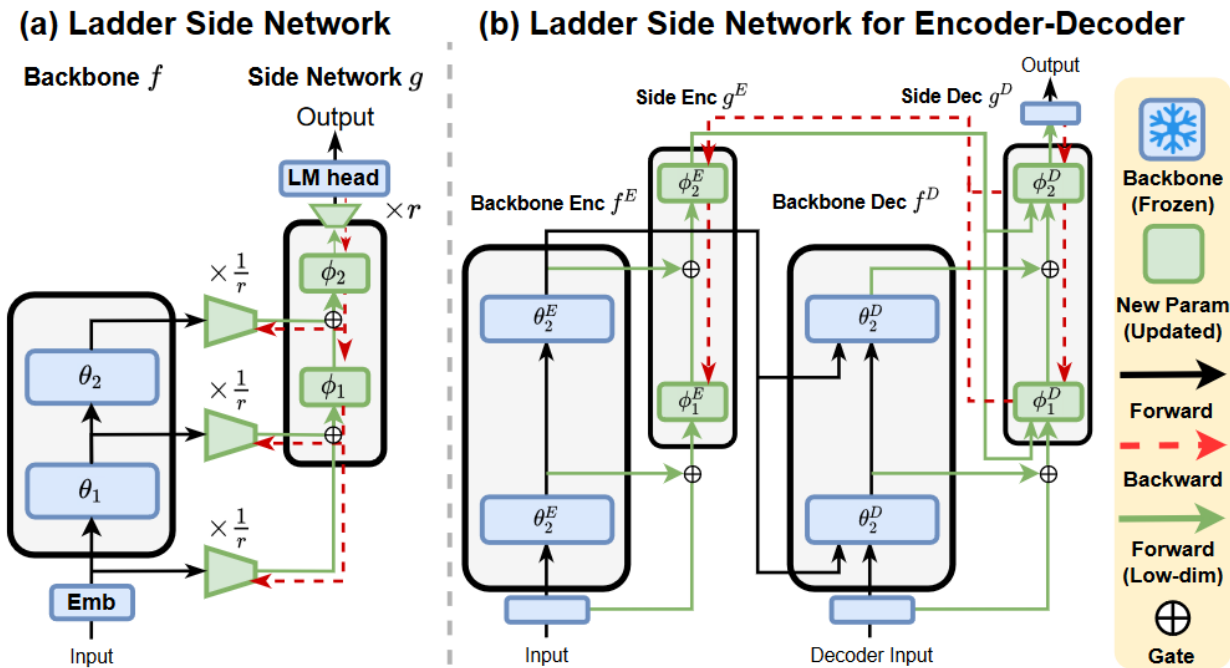 (a) Ladder Side Network
Backbone f
Side Network g
Output
LM head
× r
ϕ₂
× 1/r
θ₂
ϕ₁
× 1/r
θ₁
× 1/r
Emb
Input
(b) Ladder Side Network for Encoder-Decoder
Output
Side Enc g^E
Side Dec g^D
ϕ₂^E
ϕ₂^D
Backbone Enc f^E
Backbone Dec f^D
θ₂^E
θ₂^D
ϕ₁^E
ϕ₁^D
θ₂^E
θ₂^D
Input
Decoder Input
Backbone
(Frozen)
New Param
(Updated)
Forward
Backward
Forward
(Low-dim)
Gate